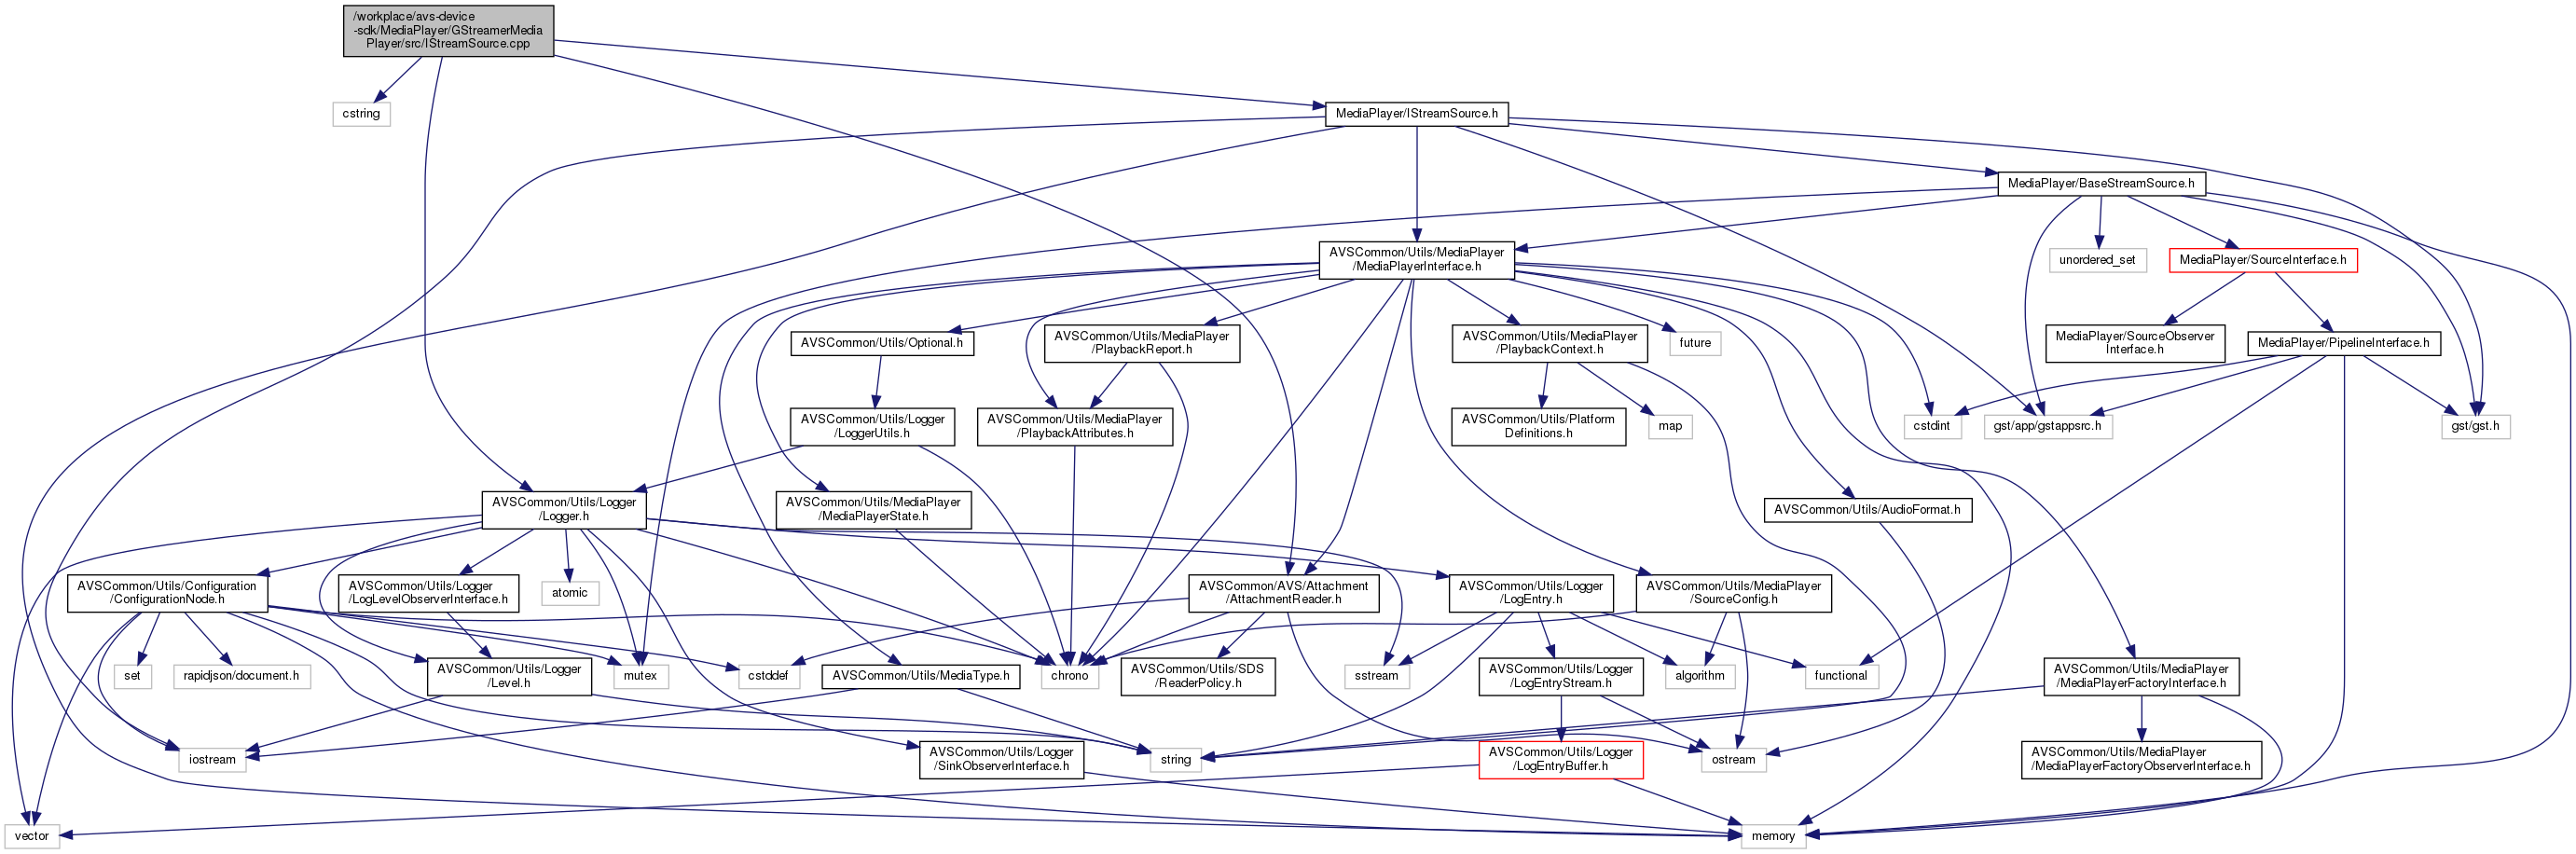 /workplace/avs-device
-sdk/MediaPlayer/GStreamerMedia
Player/src/IStreamSource.cpp
cstring
MediaPlayer/IStreamSource.h
MediaPlayer/BaseStreamSource.h
AVSCommon/Utils/MediaPlayer
/MediaPlayerInterface.h
unordered_set
MediaPlayer/SourceInterface.h
AVSCommon/Utils/Optional.h
AVSCommon/Utils/MediaPlayer
/PlaybackReport.h
AVSCommon/Utils/MediaPlayer
/PlaybackContext.h
future
MediaPlayer/SourceObserver
Interface.h
MediaPlayer/PipelineInterface.h
AVSCommon/Utils/Logger
/LoggerUtils.h
AVSCommon/Utils/MediaPlayer
/PlaybackAttributes.h
AVSCommon/Utils/Platform
Definitions.h
map
cstdint
gst/app/gstappsrc.h
gst/gst.h
AVSCommon/Utils/Logger
/Logger.h
AVSCommon/Utils/MediaPlayer
/MediaPlayerState.h
AVSCommon/Utils/AudioFormat.h
AVSCommon/Utils/Configuration
/ConfigurationNode.h
AVSCommon/Utils/Logger
/LogLevelObserverInterface.h
atomic
AVSCommon/AVS/Attachment
/AttachmentReader.h
AVSCommon/Utils/Logger
/LogEntry.h
AVSCommon/Utils/MediaPlayer
/SourceConfig.h
set
rapidjson/document.h
AVSCommon/Utils/Logger
/Level.h
mutex
cstddef
AVSCommon/Utils/MediaType.h
chrono
AVSCommon/Utils/SDS
/ReaderPolicy.h
sstream
AVSCommon/Utils/Logger
/LogEntryStream.h
algorithm
functional
AVSCommon/Utils/MediaPlayer
/MediaPlayerFactoryInterface.h
iostream
AVSCommon/Utils/Logger
/SinkObserverInterface.h
string
AVSCommon/Utils/Logger
/LogEntryBuffer.h
ostream
AVSCommon/Utils/MediaPlayer
/MediaPlayerFactoryObserverInterface.h
vector
memory